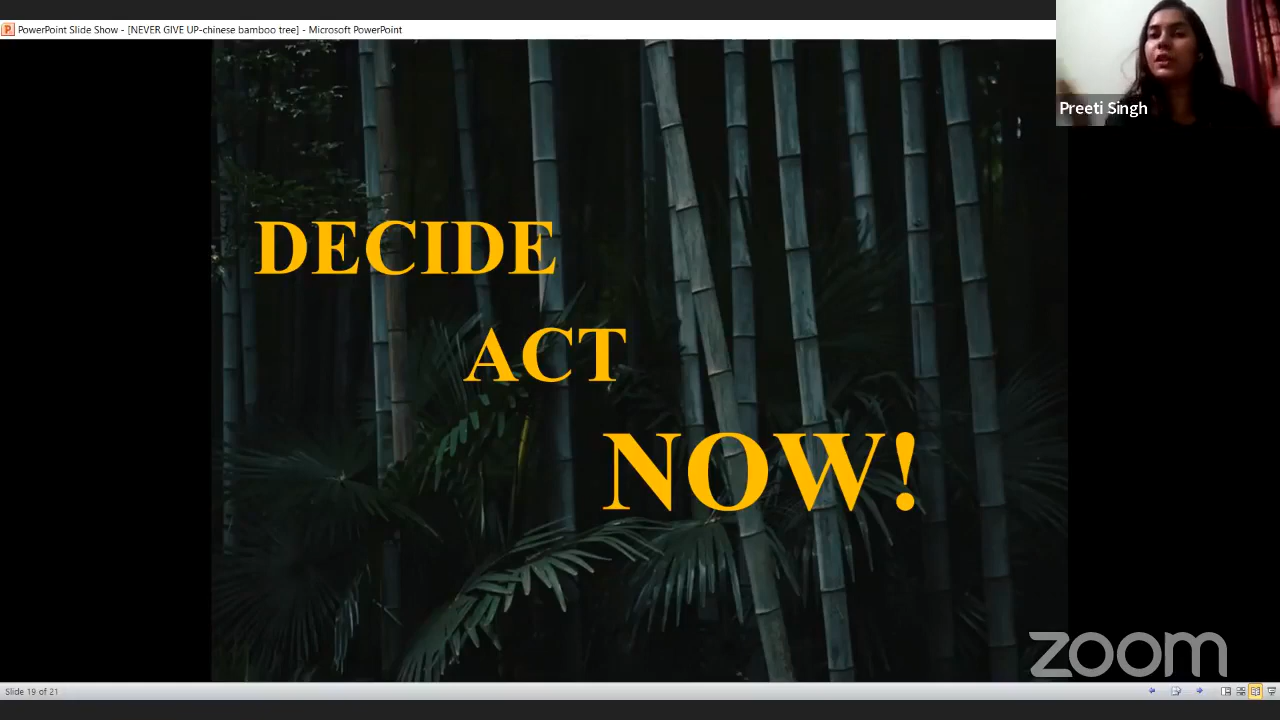 PowerPoint Slide Show - [NEVER GIVE UP-chinese bamboo tree] - Microsoft PowerPoint
Preeti Singh
DECIDE
ACT
NOW!
zoom
Slide 19 of 21